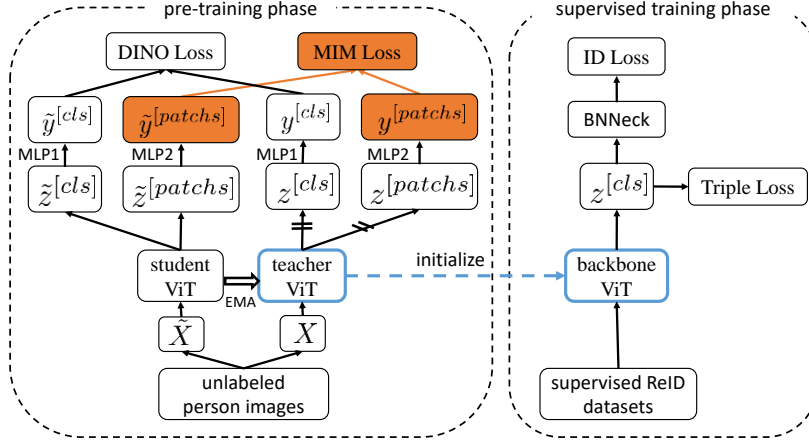 pre-training phase
DINO Loss
MIM Loss
ỹ[cls]
ỹ[patchs]
y[cls]
y[patchs]
MLP1
MLP2
MLP1
MLP2
z̃[cls]
z̃[patchs]
z[cls]
z[patchs]
student
ViT
EMA
teacher
ViT
X̃
X
unlabeled
person images
initialize
supervised training phase
ID Loss
BNNeck
z[cls]
Triple Loss
backbone
ViT
supervised ReID
datasets